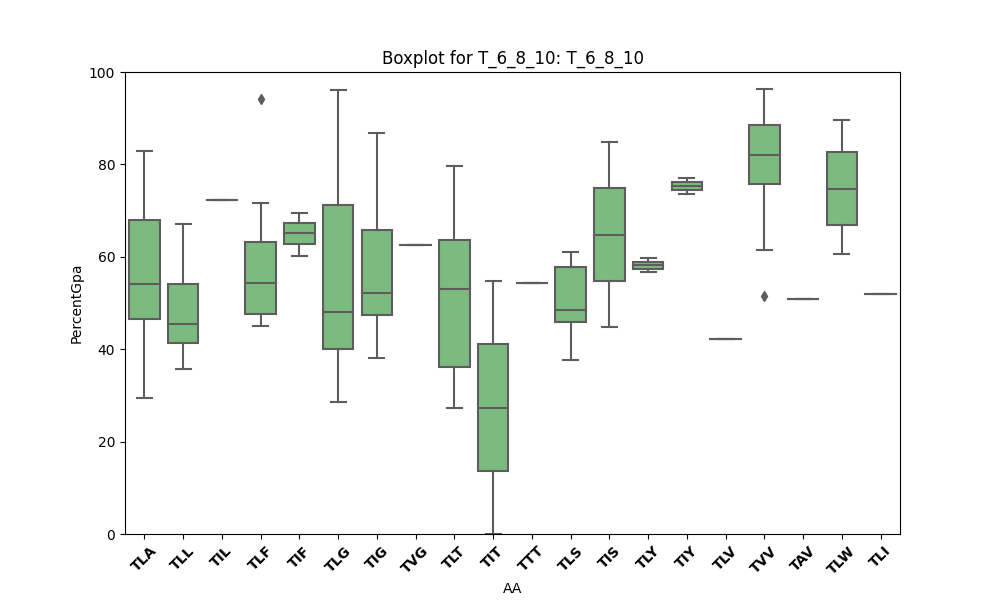 Boxplot for T_6_8_10: T_6_8_10
PercentGpa
100
80
60
40
20
0
TLA TLL TIL TLF TIF TLG TIG TVG TLT TIT TTT TLS TIS TLY TIY TLV TVV TAV TLW TLI
AA